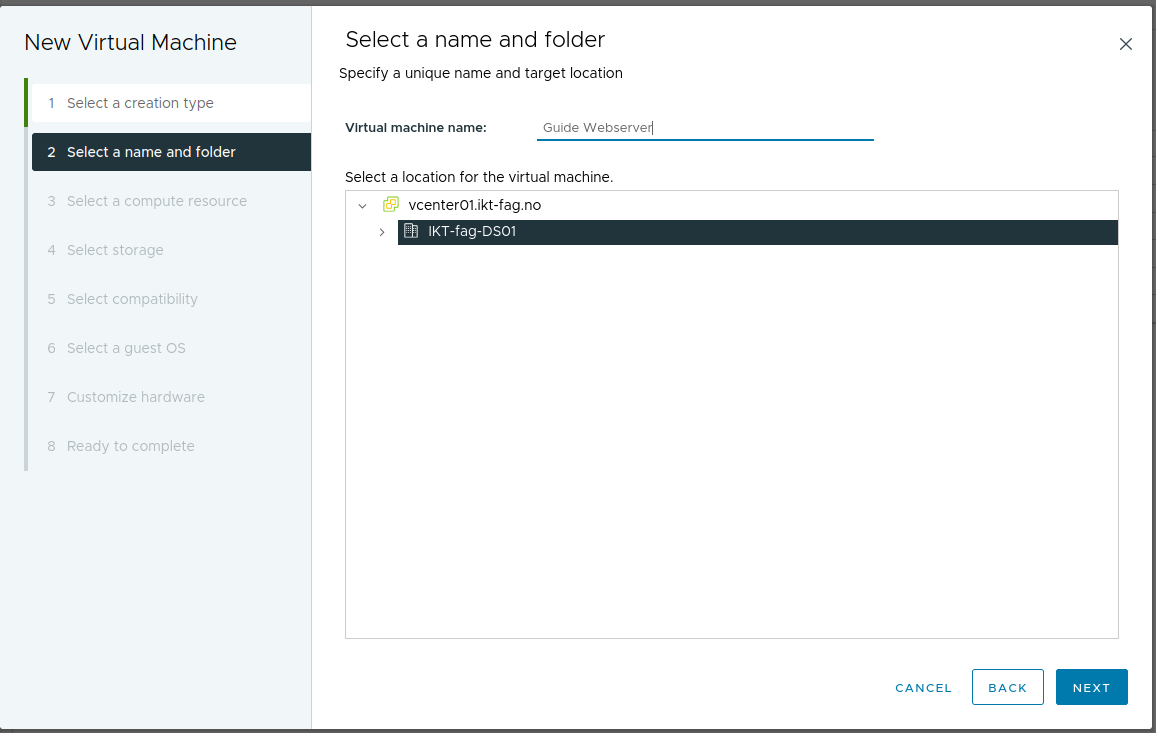 New Virtual Machine
1 Select a creation type
2 Select a name and folder
3 Select a compute resource
4 Select storage
5 Select compatibility
6 Select a guest OS
7 Customize hardware
8 Ready to complete
Select a name and folder
Specify a unique name and target location
Virtual machine name: Guide Webserver
Select a location for the virtual machine.
vcenter01.ikt-fag.no
IKT-fag-DS01
CANCEL BACK NEXT